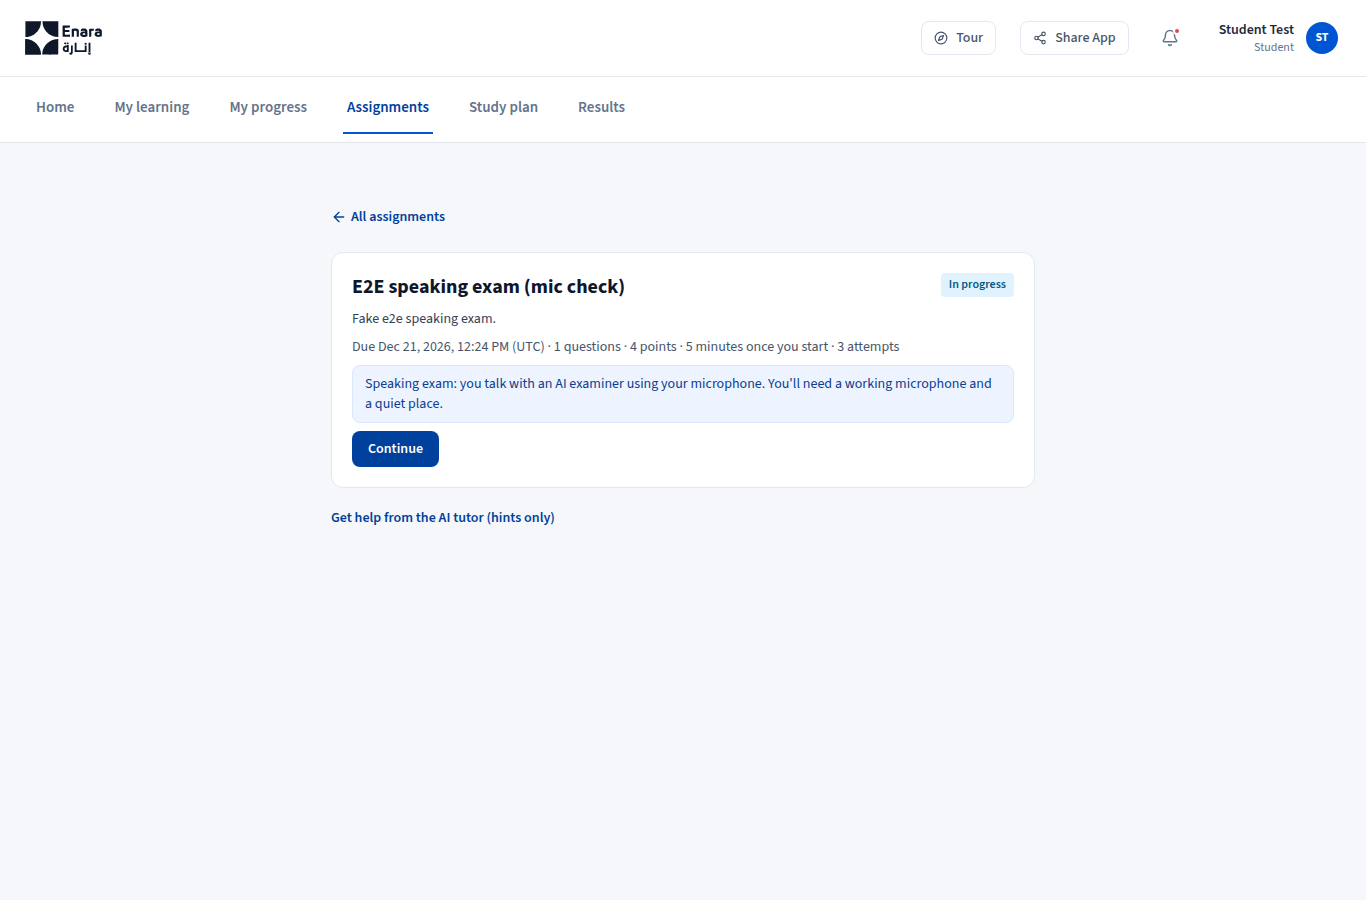 Enara
إنارة
Tour
Share App
Student Test
Student
ST
Home
My learning
My progress
Assignments
Study plan
Results
All assignments
E2E speaking exam (mic check)
In progress
Fake e2e speaking exam.
Due Dec 21, 2026, 12:24 PM (UTC) · 1 questions · 4 points · 5 minutes once you start · 3 attempts
Speaking exam: you talk with an AI examiner using your microphone. You'll need a working microphone and
a quiet place.
Continue
Get help from the AI tutor (hints only)